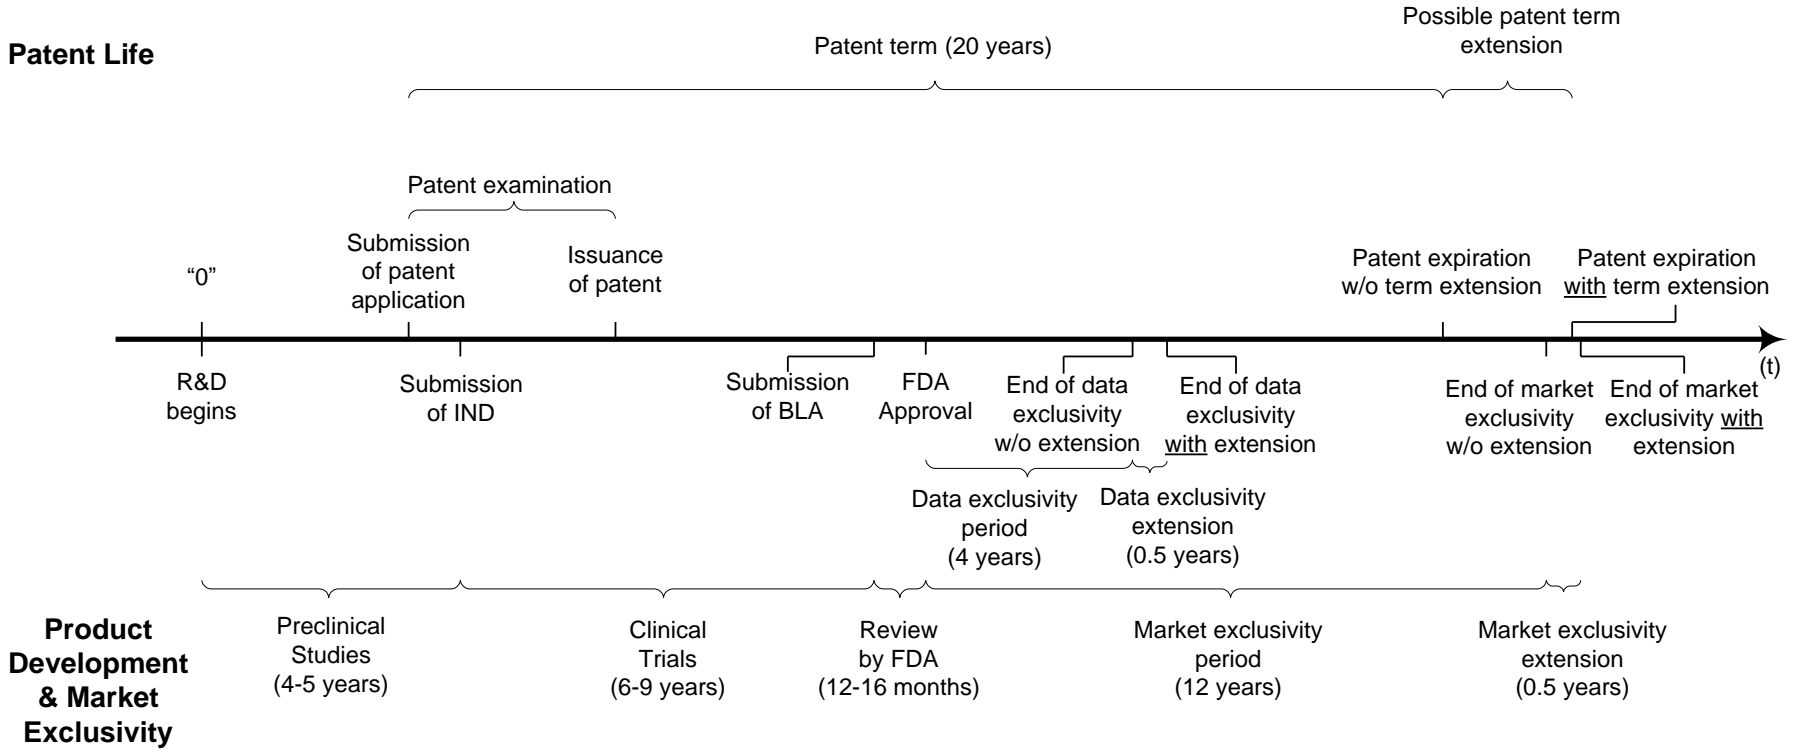 Patent Life
Patent term (20 years)
Possible patent term
extension
Patent examination
Submission
of patent
application
Issuance
of patent
“0”
Patent expiration
w/o term extension
Patent expiration
with term extension
(t)
R&D
begins
Submission
of IND
Submission
of BLA
FDA
Approval
End of data
exclusivity
w/o extension
End of data
exclusivity
with extension
End of market
exclusivity
w/o extension
End of market
exclusivity with
extension
Data exclusivity
period
(4 years)
Data exclusivity
extension
(0.5 years)
Product
Development
& Market
Exclusivity
Preclinical
Studies
(4-5 years)
Clinical
Trials
(6-9 years)
Review
by FDA
(12-16 months)
Market exclusivity
period
(12 years)
Market exclusivity
extension
(0.5 years)